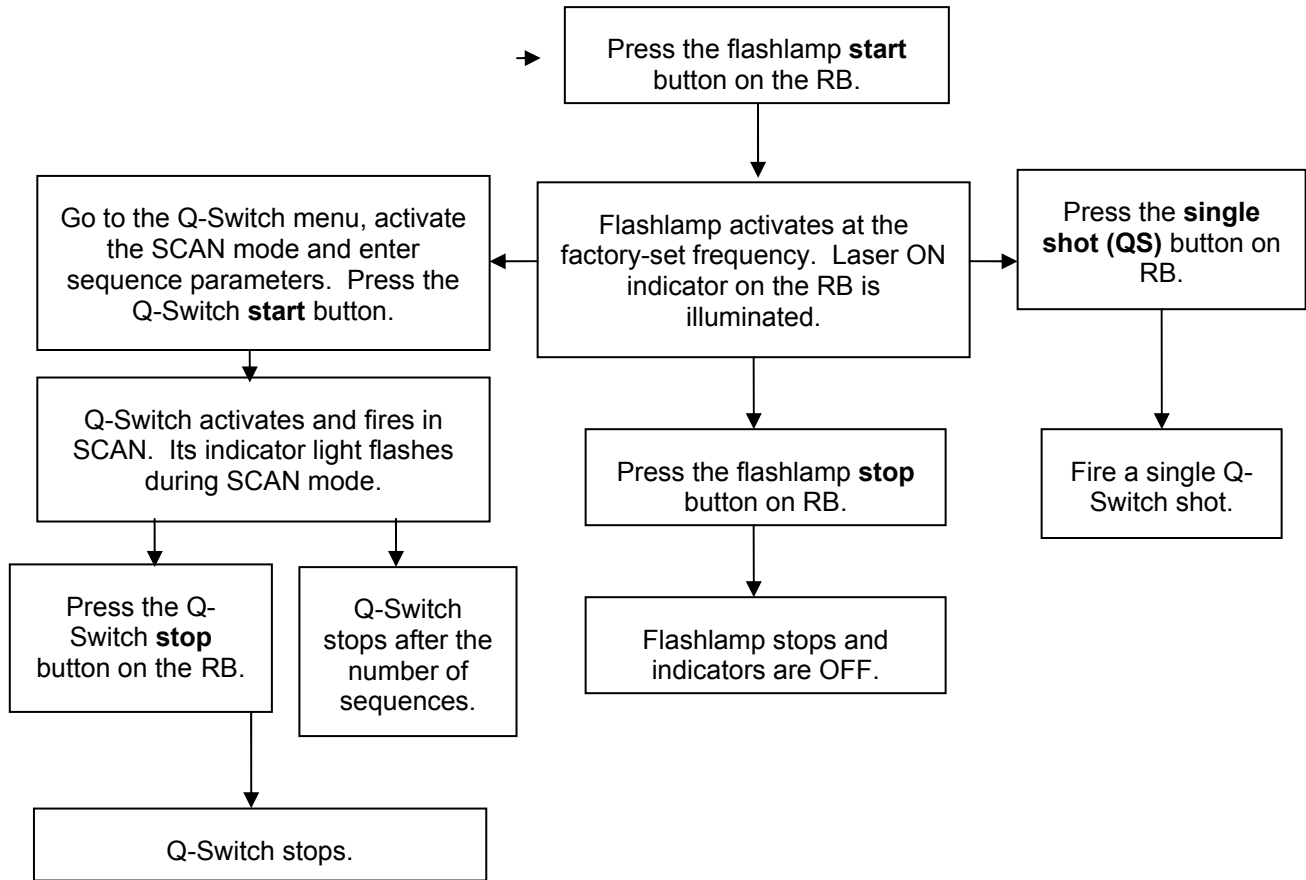 Press the flashlamp start
button on the RB.
Go to the Q-Switch menu, activate
the SCAN mode and enter
sequence parameters.  Press the
Q-Switch start button.
Flashlamp activates at the
factory-set frequency.  Laser ON
indicator on the RB is
illuminated.
Press the single
shot (QS) button on
RB.
Q-Switch activates and fires in
SCAN.  Its indicator light flashes
during SCAN mode.
Press the flashlamp stop
button on RB.
Fire a single Q-
Switch shot.
Press the Q-
Switch stop
button on the RB.
Q-Switch
stops after the
number of
sequences.
Flashlamp stops and
indicators are OFF.
Q-Switch stops.